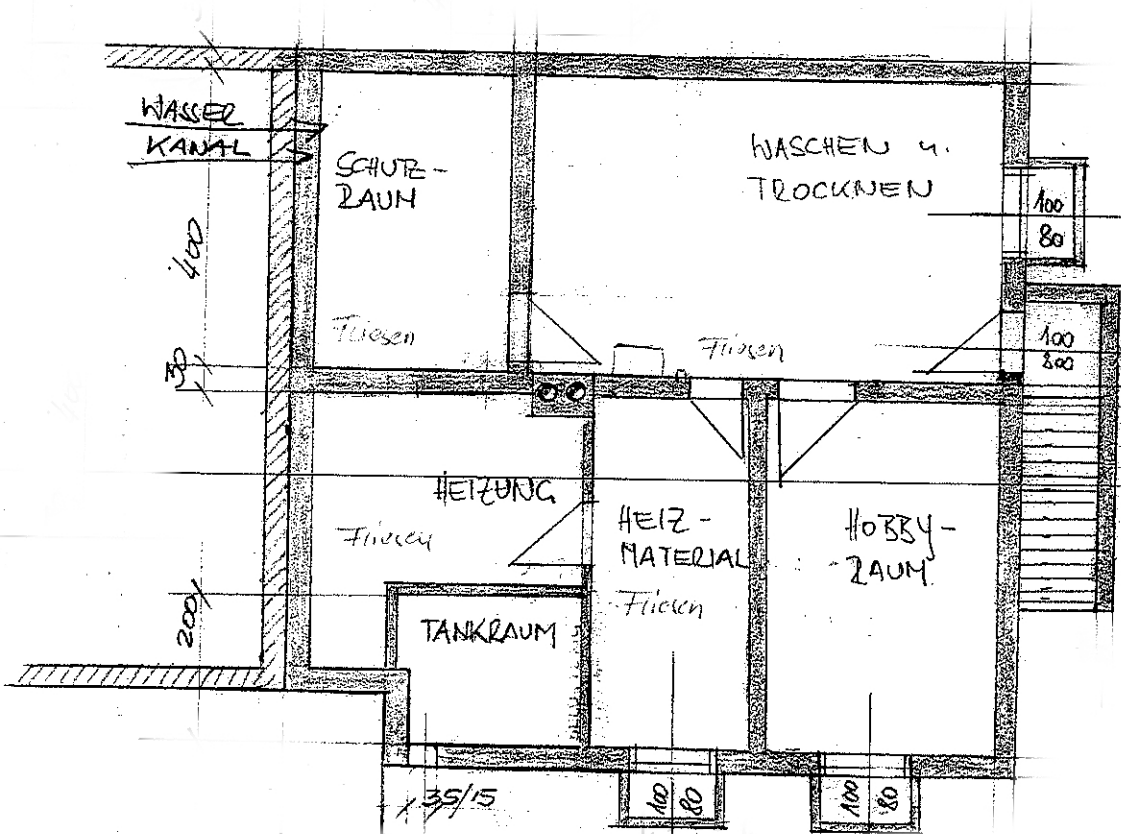 WASSER
KANAL
SCHUTZ-
RAUM
WASCHEN u.
TROCKNEN
100
80
400
Fliesen
Fliesen
100
200
30
HEIZUNG
Fliesen
HEIZ-
MATERIAL
Fliesen
HOBBY-
RAUM
200
TANKRAUM
35/15
100
80
100
80